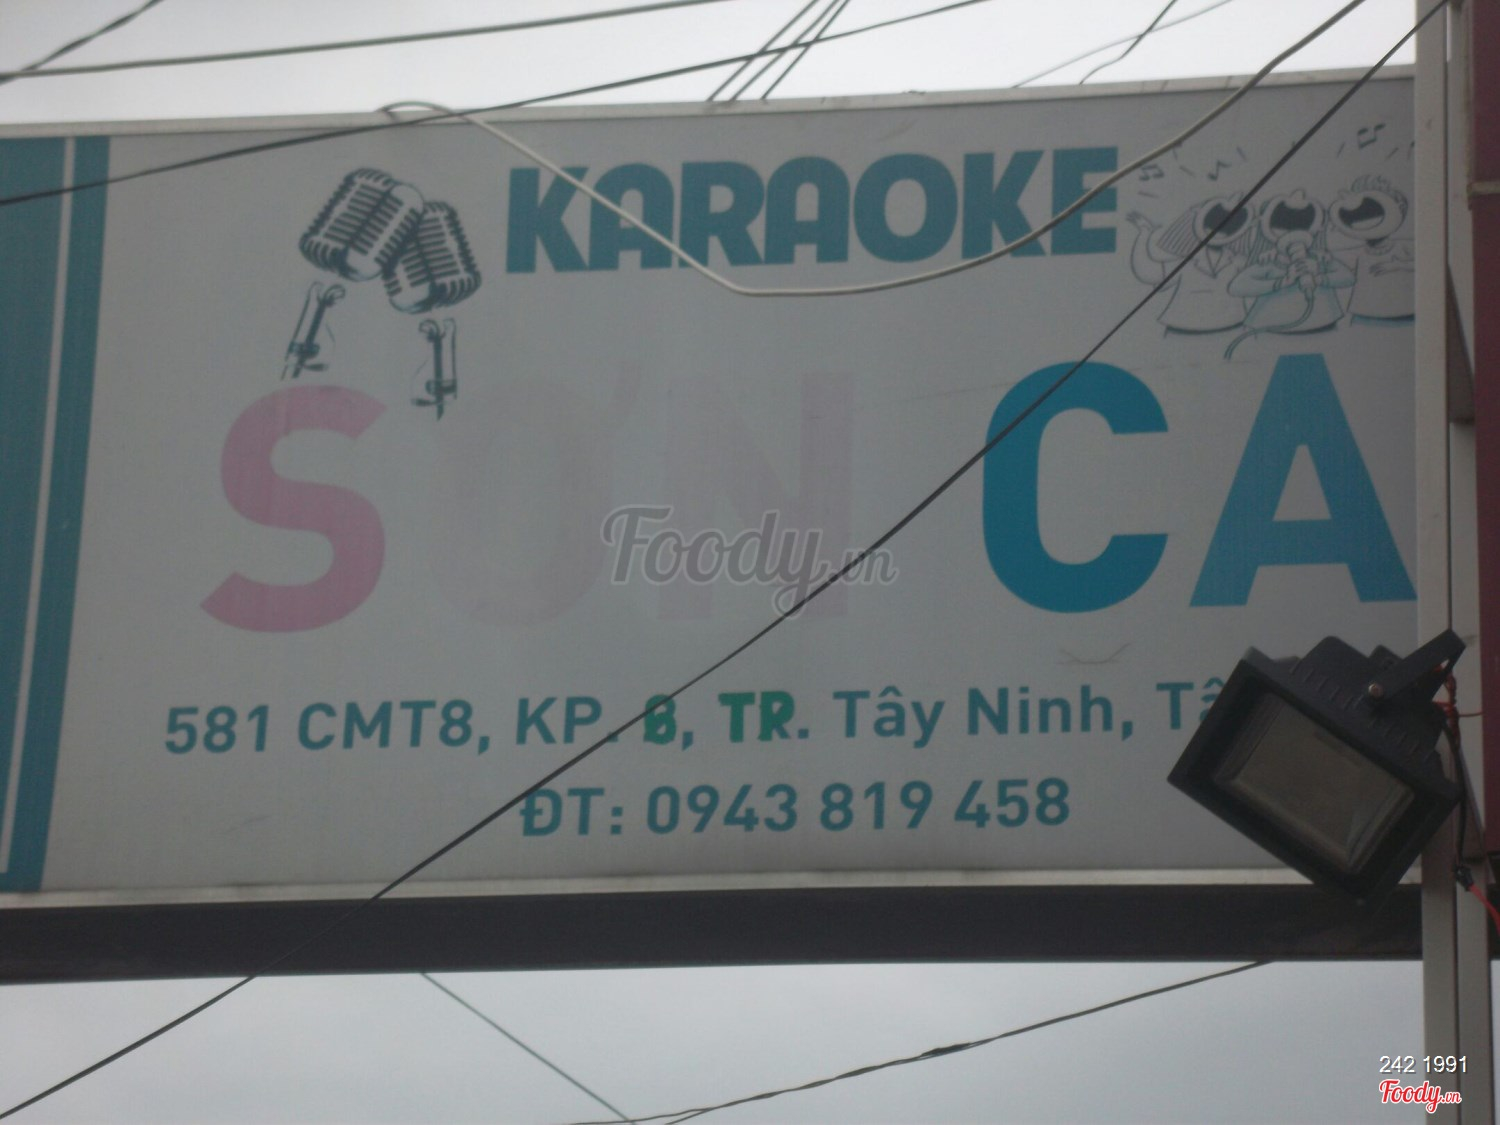 KARAOKE
SƠN CA
581 CMT8, KP. 8, TR. Tây Ninh,
ĐT: 0943 819 458
Foody.vn
242 1991
Foody.vn